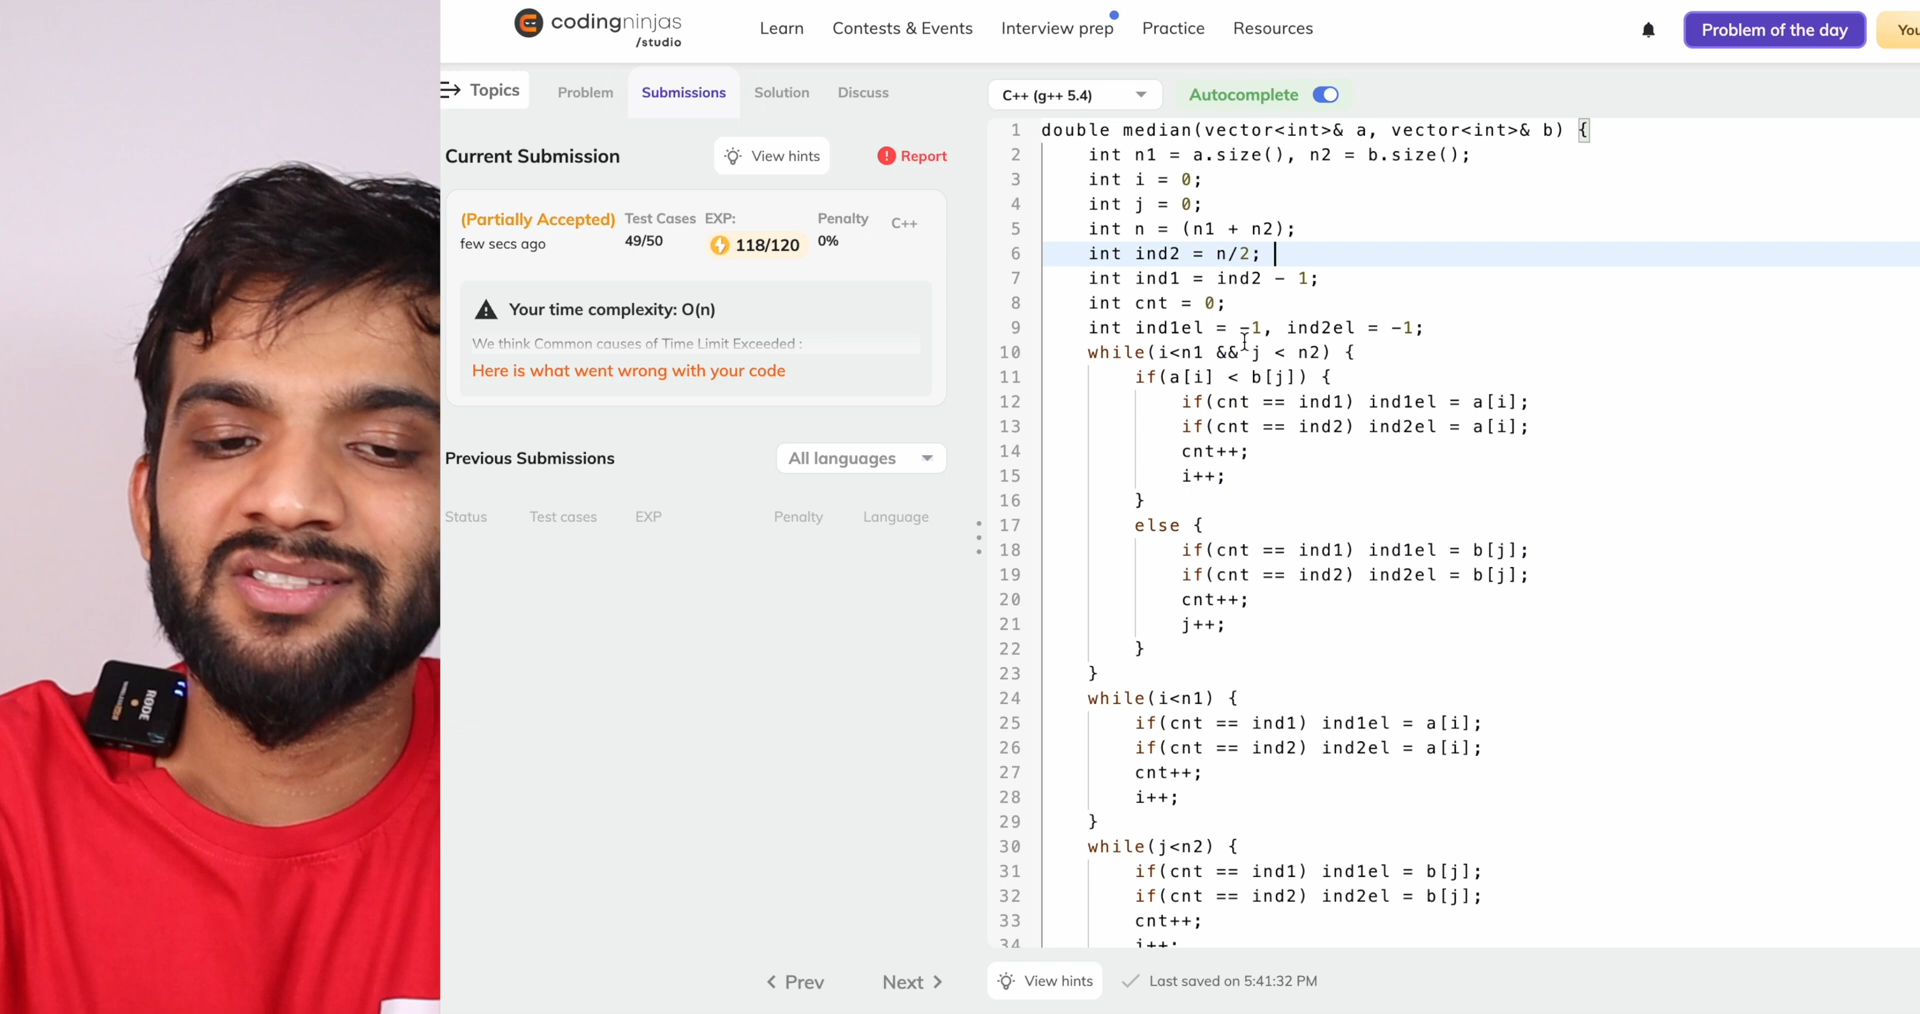 codingninjas
/studio
Learn
Contests & Events
Interview prep
Practice
Resources
Problem of the day
You
Topics
Problem
Submissions
Solution
Discuss
C++ (g++ 5.4)
Autocomplete
Current Submission
View hints
Report
(Partially Accepted)
few secs ago
Test Cases
49/50
EXP:
118/120
Penalty
0%
C++
Your time complexity: O(n)
We think Common causes of Time Limit Exceeded :
Here is what went wrong with your code
Previous Submissions
All languages
Status
Test cases
EXP
Penalty
Language
Prev
Next
1 double median(vector<int>& a, vector<int>& b) {
2 int n1 = a.size(), n2 = b.size();
3 int i = 0;
4 int j = 0;
5 int n = (n1 + n2);
6 int ind2 = n/2;
7 int ind1 = ind2 - 1;
8 int cnt = 0;
9 int ind1el = -1, ind2el = -1;
10 while(i<n1 && j < n2) {
11 if(a[i] < b[j]) {
12 if(cnt == ind1) ind1el = a[i];
13 if(cnt == ind2) ind2el = a[i];
14 cnt++;
15 i++;
16 }
17 else {
18 if(cnt == ind1) ind1el = b[j];
19 if(cnt == ind2) ind2el = b[j];
20 cnt++;
21 j++;
22 }
23 }
24 while(i<n1) {
25 if(cnt == ind1) ind1el = a[i];
26 if(cnt == ind2) ind2el = a[i];
27 cnt++;
28 i++;
29 }
30 while(j<n2) {
31 if(cnt == ind1) ind1el = b[j];
32 if(cnt == ind2) ind2el = b[j];
33 cnt++;
34 j++;
View hints
Last saved on 5:41:32 PM
RODE